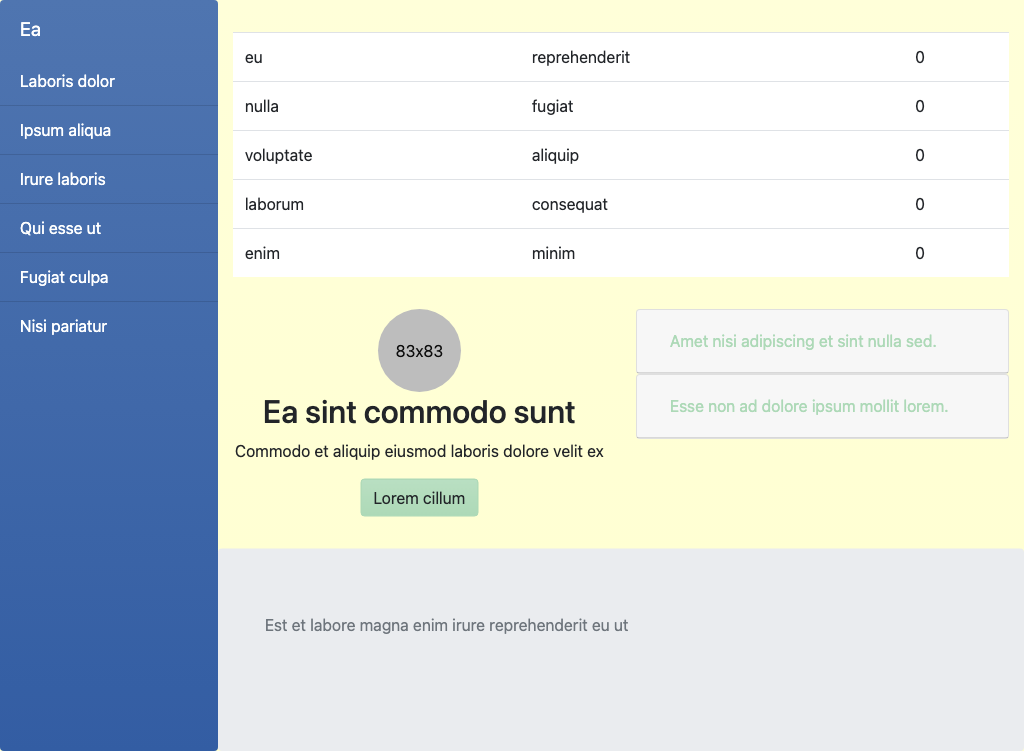 Ea
Laboris dolor
Ipsum aliqua
Irure laboris
Qui esse ut
Fugiat culpa
Nisi pariatur
eu reprehenderit 0
nulla fugiat 0
voluptate aliquip 0
laborum consequat 0
enim minim 0
83x83
Ea sint commodo sunt
Commodo et aliquip eiusmod laboris dolore velit ex
Lorem cillum
Amet nisi adipiscing et sint nulla sed.
Esse non ad dolore ipsum mollit lorem.
Est et labore magna enim irure reprehenderit eu ut